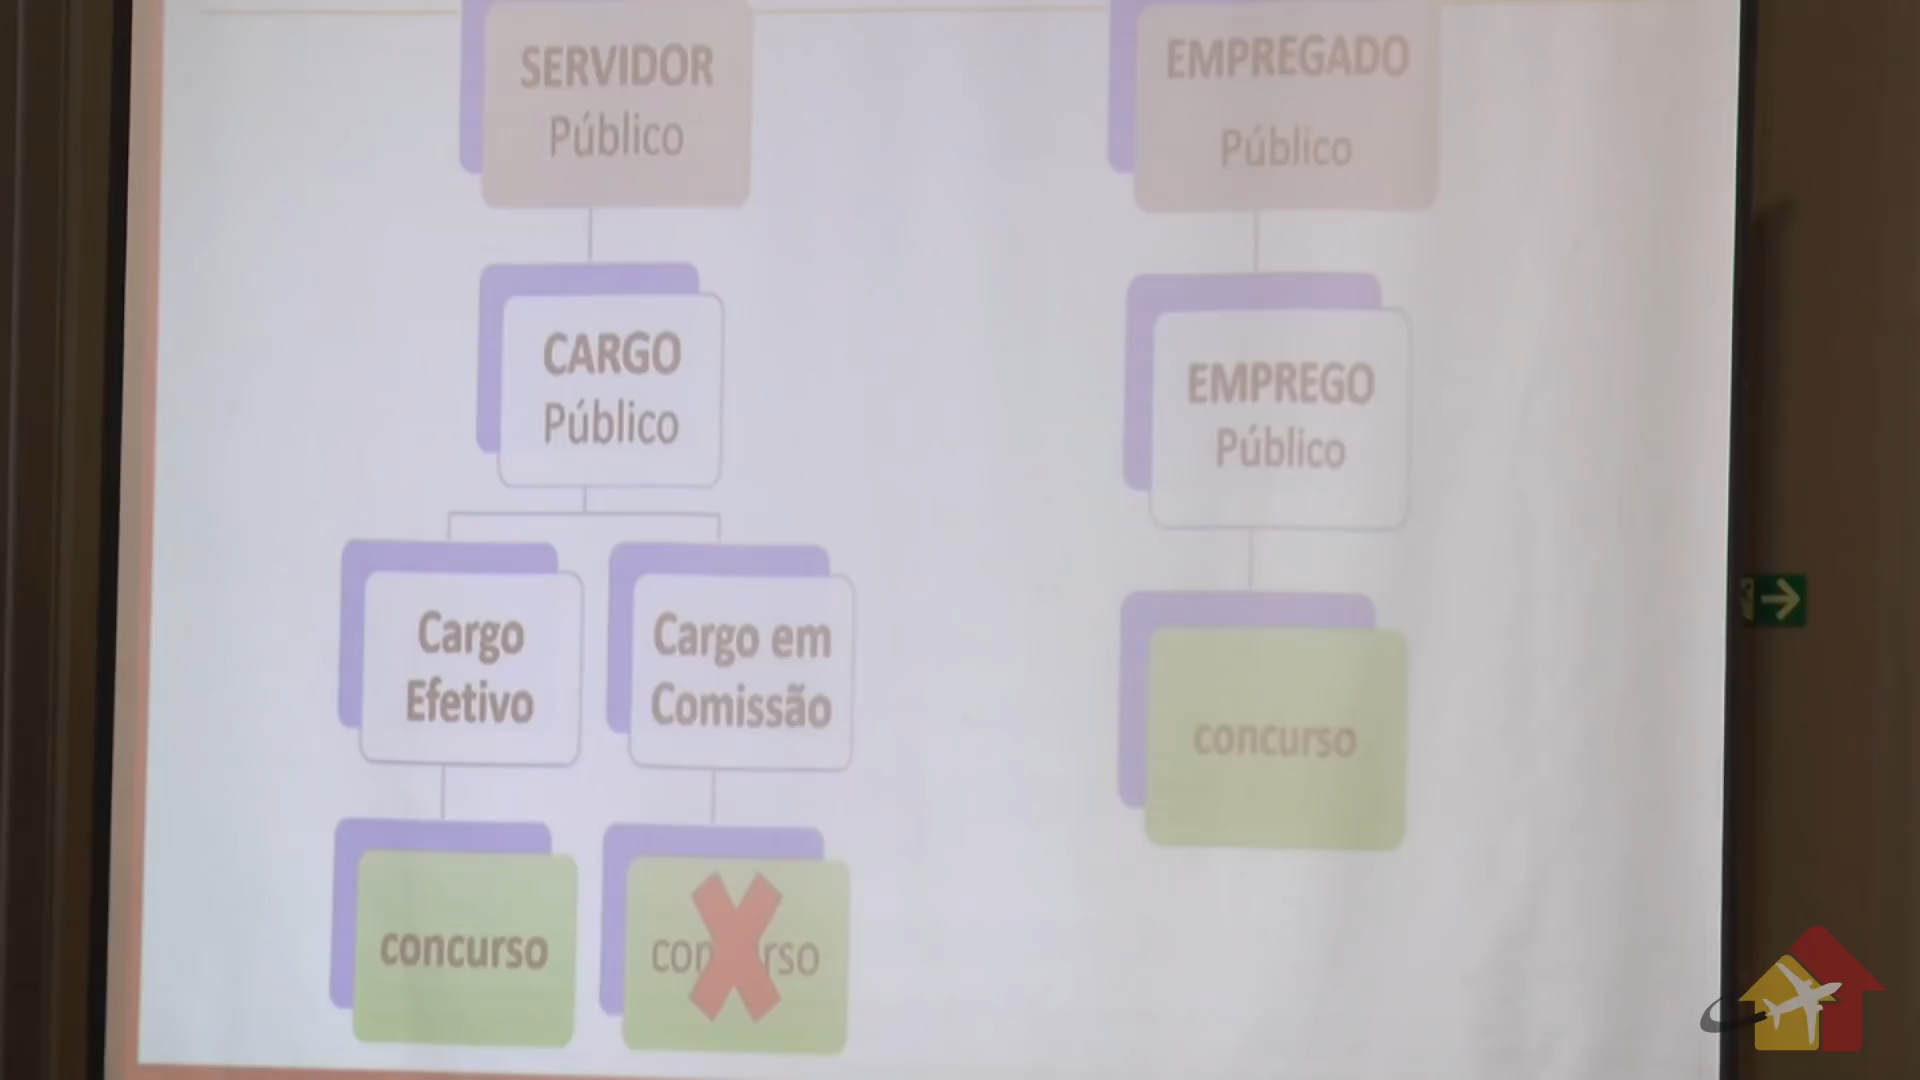 SERVIDOR
Público
EMPREGADO
Público
CARGO
Público
EMPREGO
Público
Cargo
Efetivo
Cargo em
Comissão
concurso
concurso
concurso